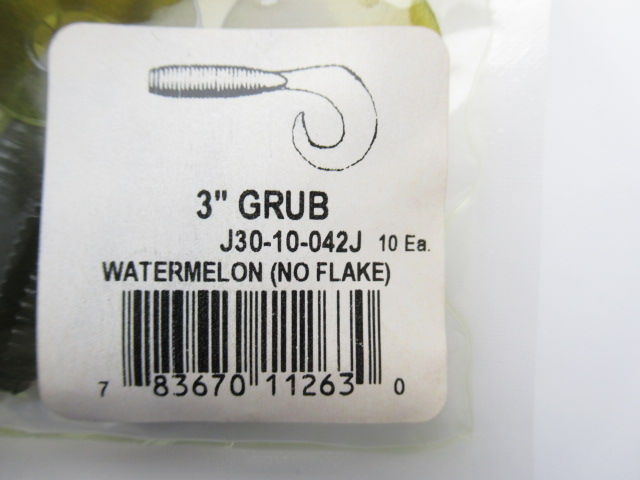 3" GRUB
J30-10-042J 10 Ea.
WATERMELON (NO FLAKE)
7 83670 11263 0